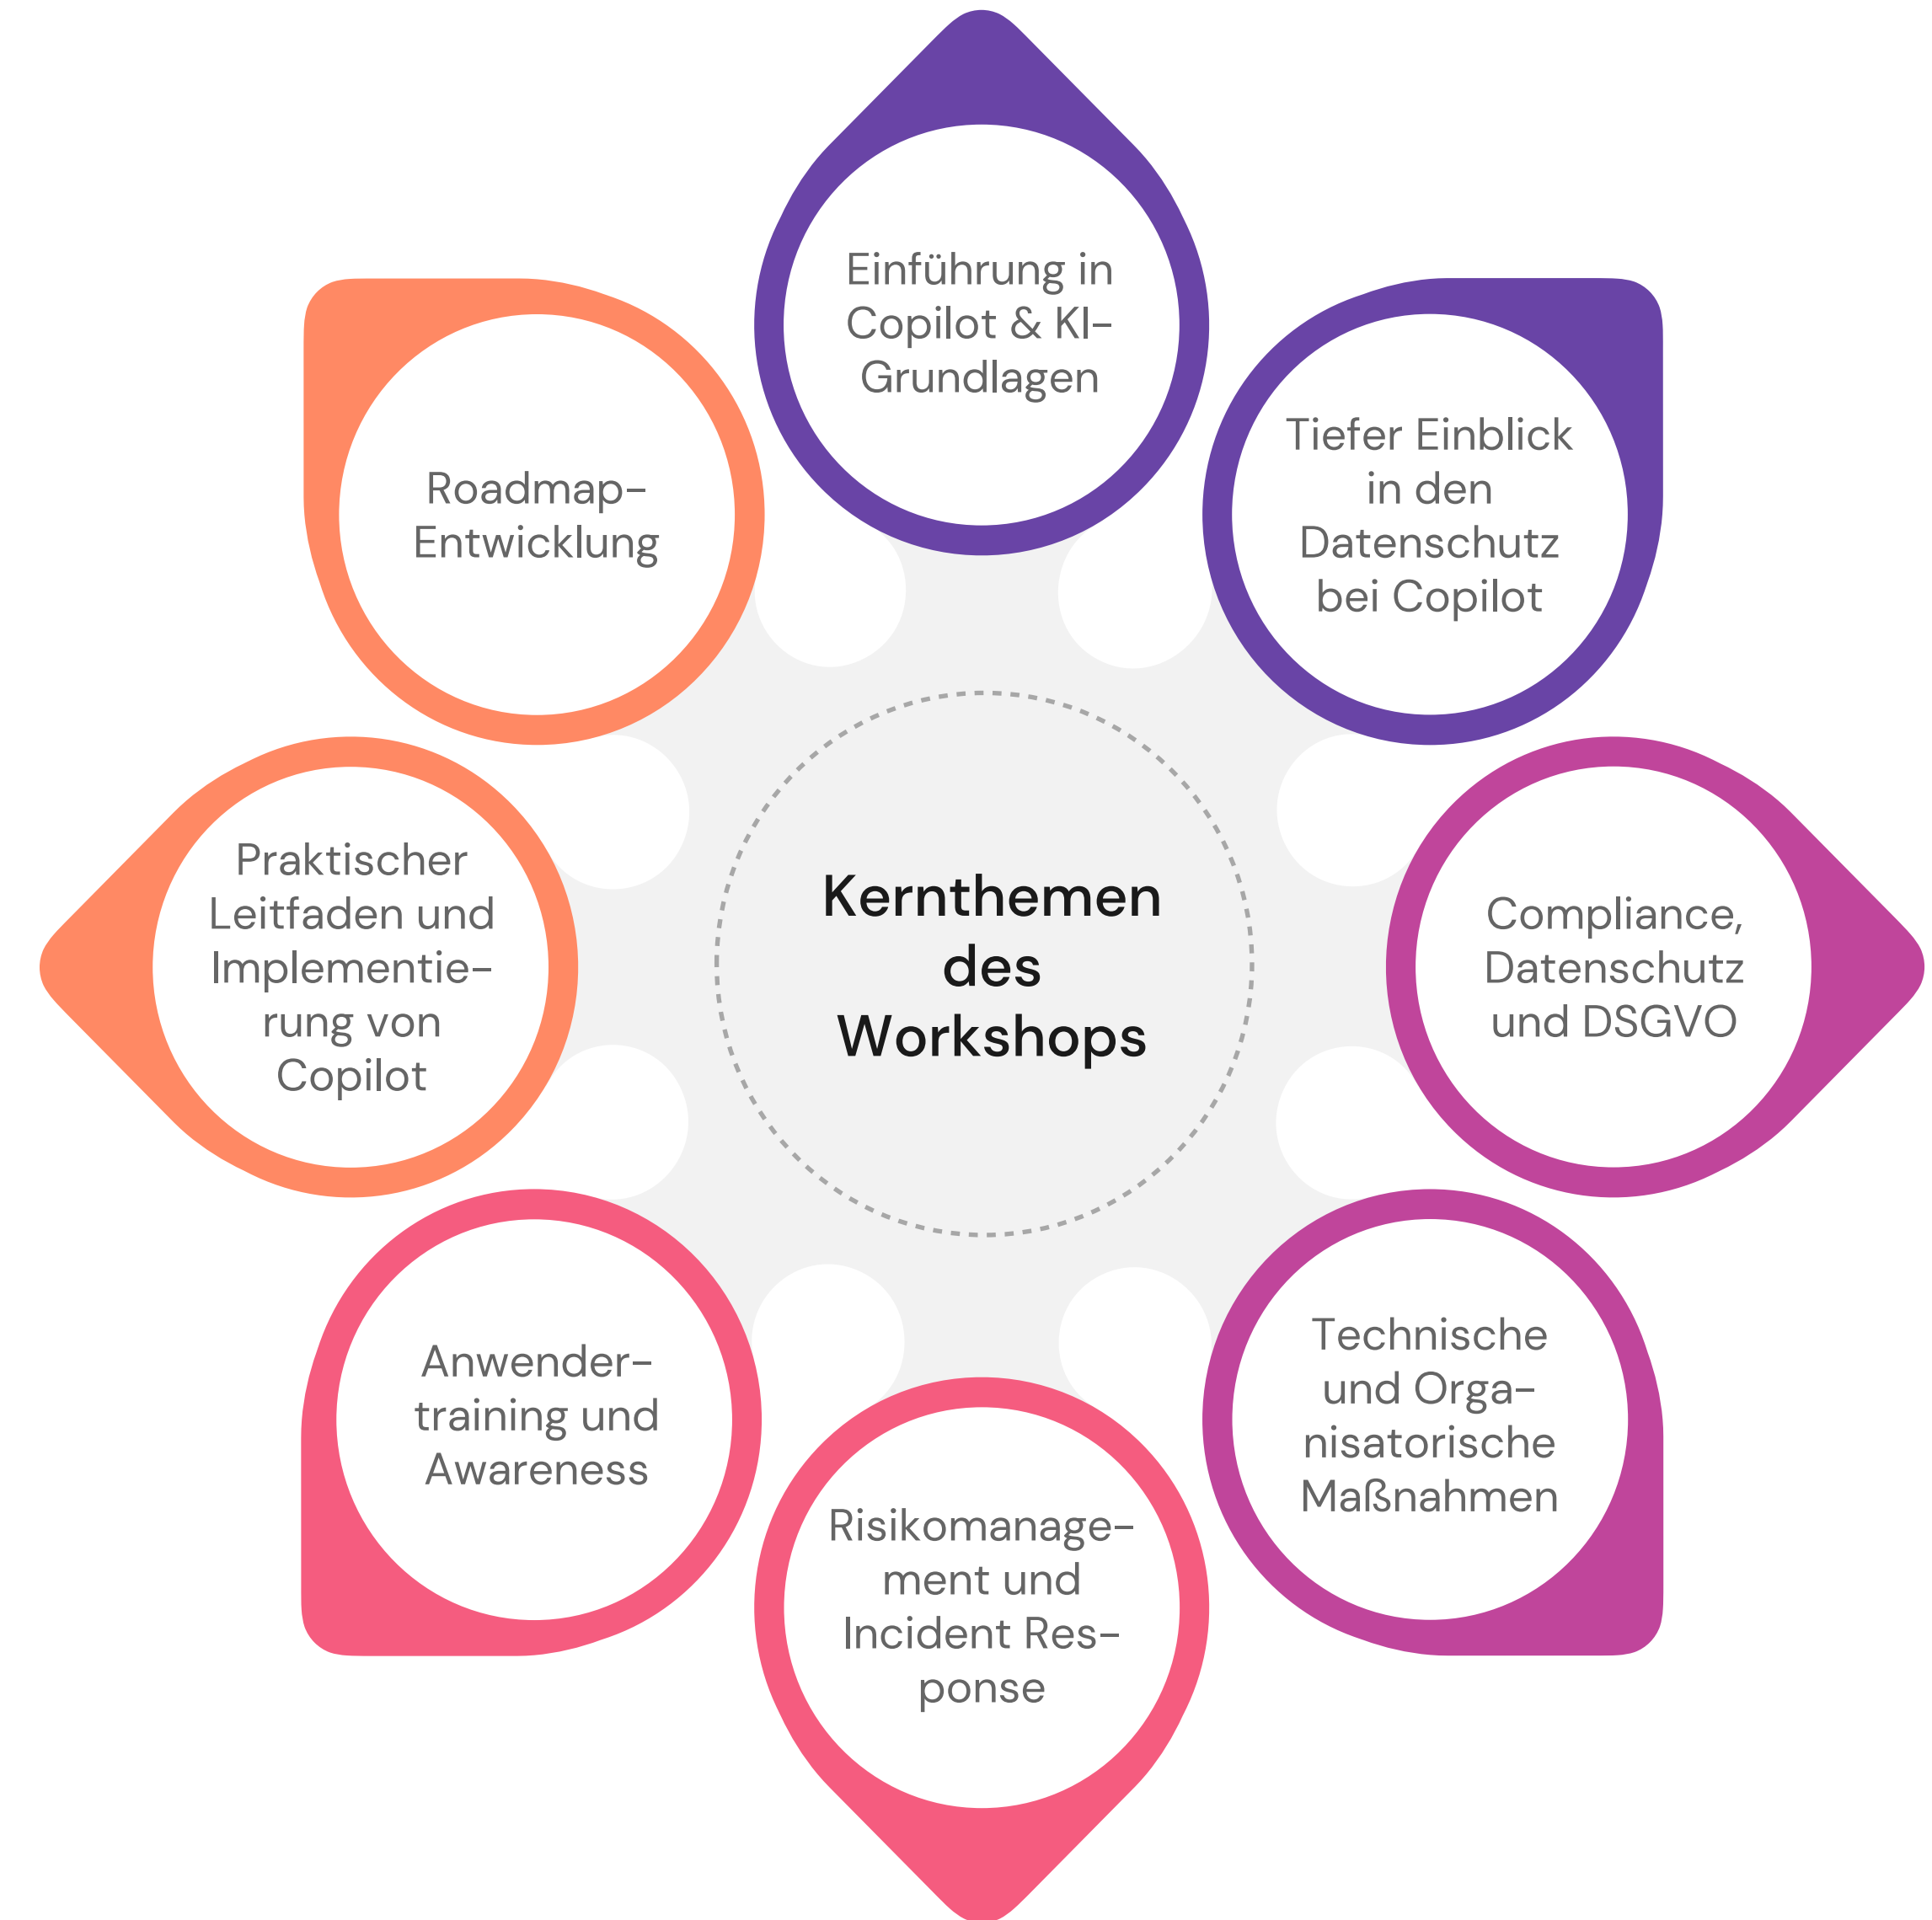 Einführung in
Copilot & KI-
Grundlagen
Tiefer Einblick
in den
Datenschutz
bei Copilot
Compliance,
Datenschutz
und DSGVO
Technische
und Orga-
nisatorische
Maßnahmen
Risikomanage-
ment und
Incident Res-
ponse
Anwender-
training und
Awareness
Praktischer
Leitfaden und
Implementie-
rung von
Copilot
Roadmap-
Entwicklung
Kernthemen
des
Workshops